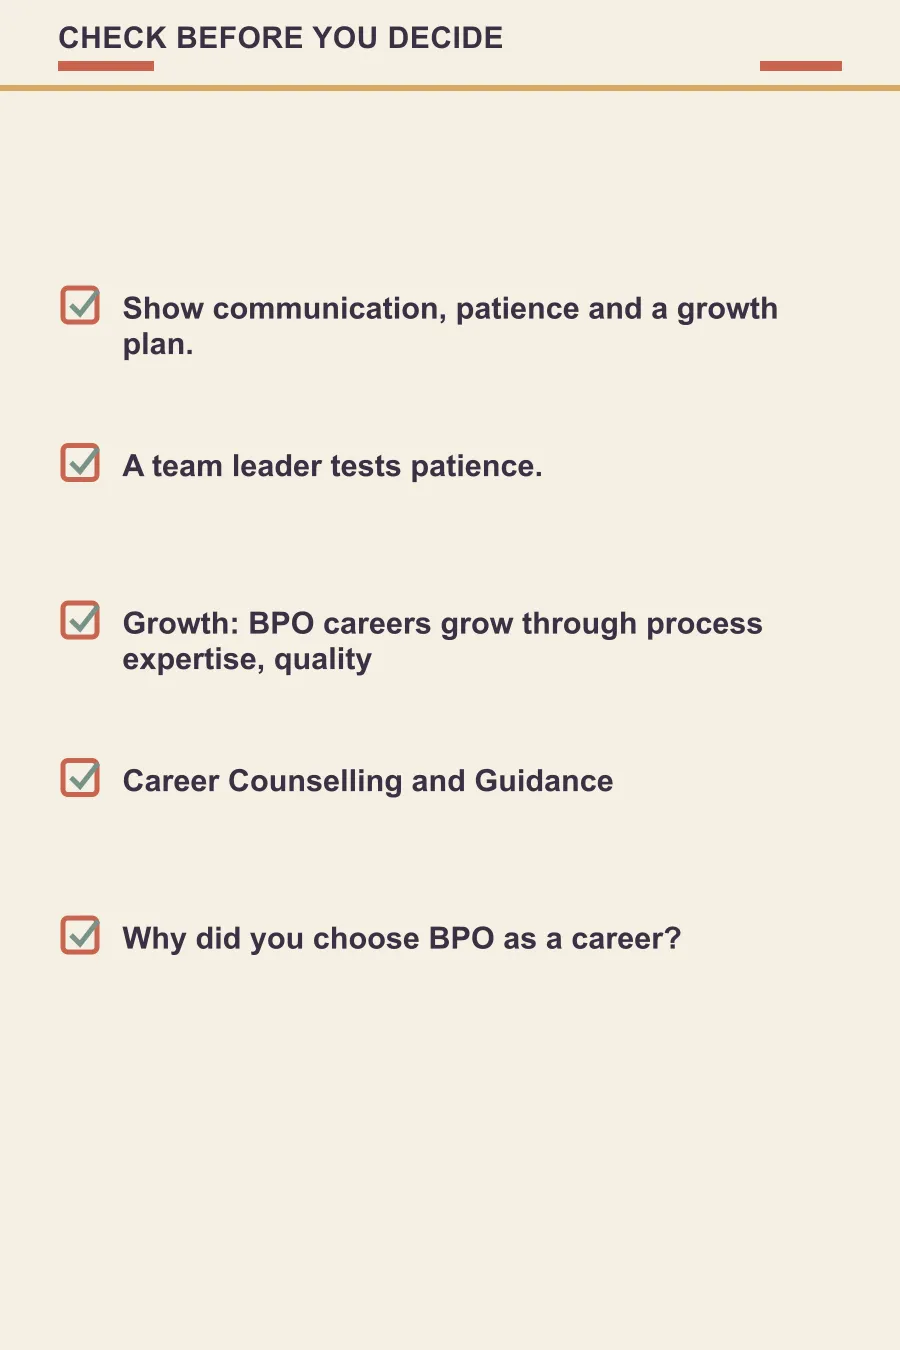 CHECK BEFORE YOU DECIDE
Show communication, patience and a growth
plan.
A team leader tests patience.
Growth: BPO careers grow through process
expertise, quality
Career Counselling and Guidance
Why did you choose BPO as a career?